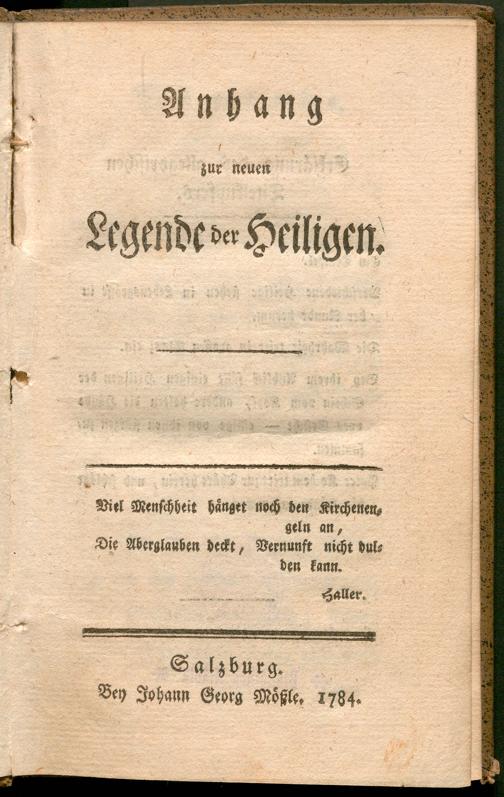 Anhang
zur neuen
Legende der Heiligen.
Viel Menschheit hänget noch den Kirchenen⸗
geln an,
Die Aberglauben deckt, Vernunft nicht dul⸗
den kann.
Haller.
Salzburg.
Bey Johann Georg Mößle. 1784.